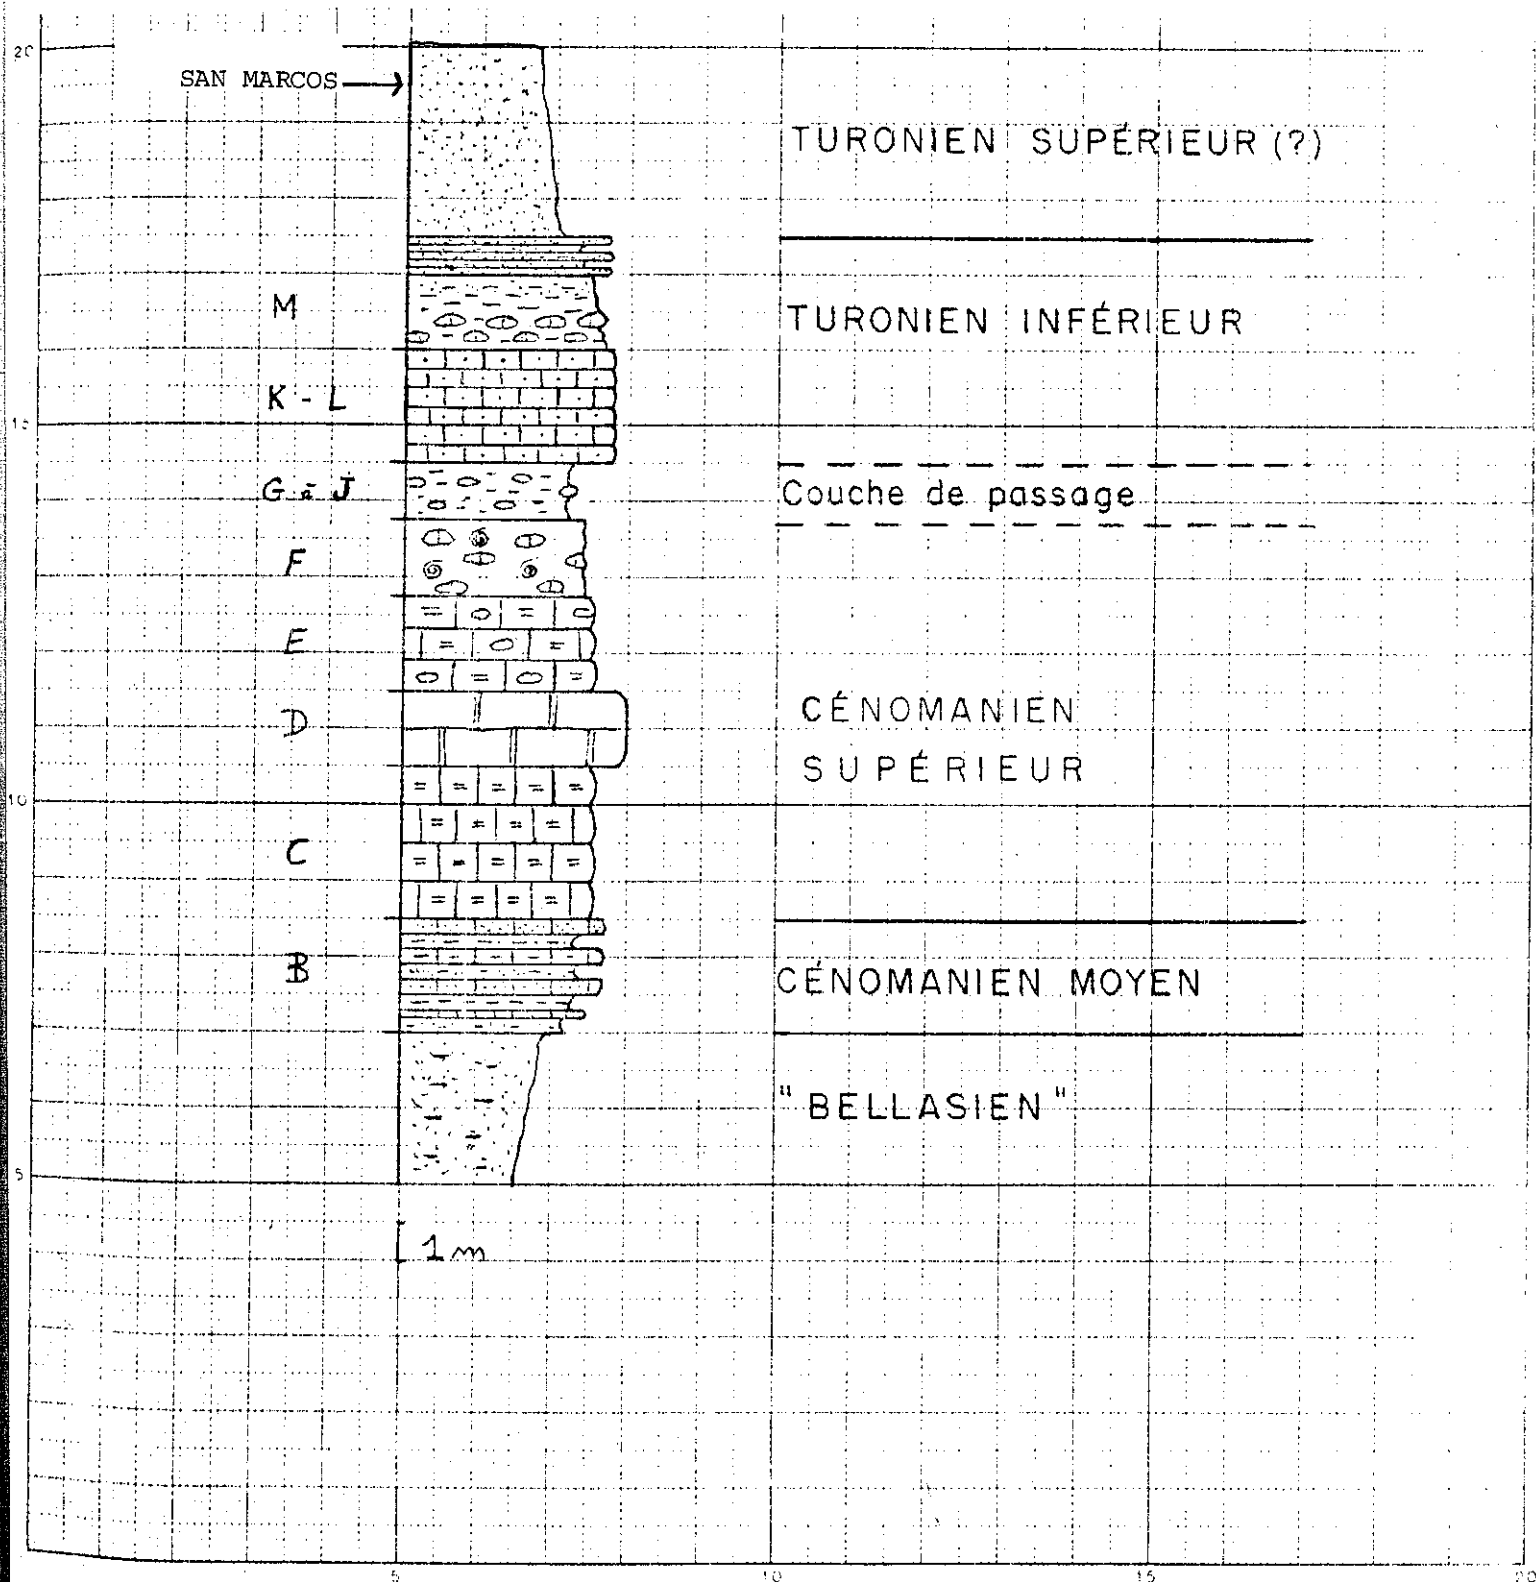 20
SAN MARCOS
TURONIEN SUPÉRIEUR (?)
M
TURONIEN INFÉRIEUR
K - L
15
G à J
Couche de passage
F
E
D
CÉNOMANIEN
SUPÉRIEUR
10
C
B
CÉNOMANIEN MOYEN
"BELLASIEN"
5
1 m
5
10
15
20